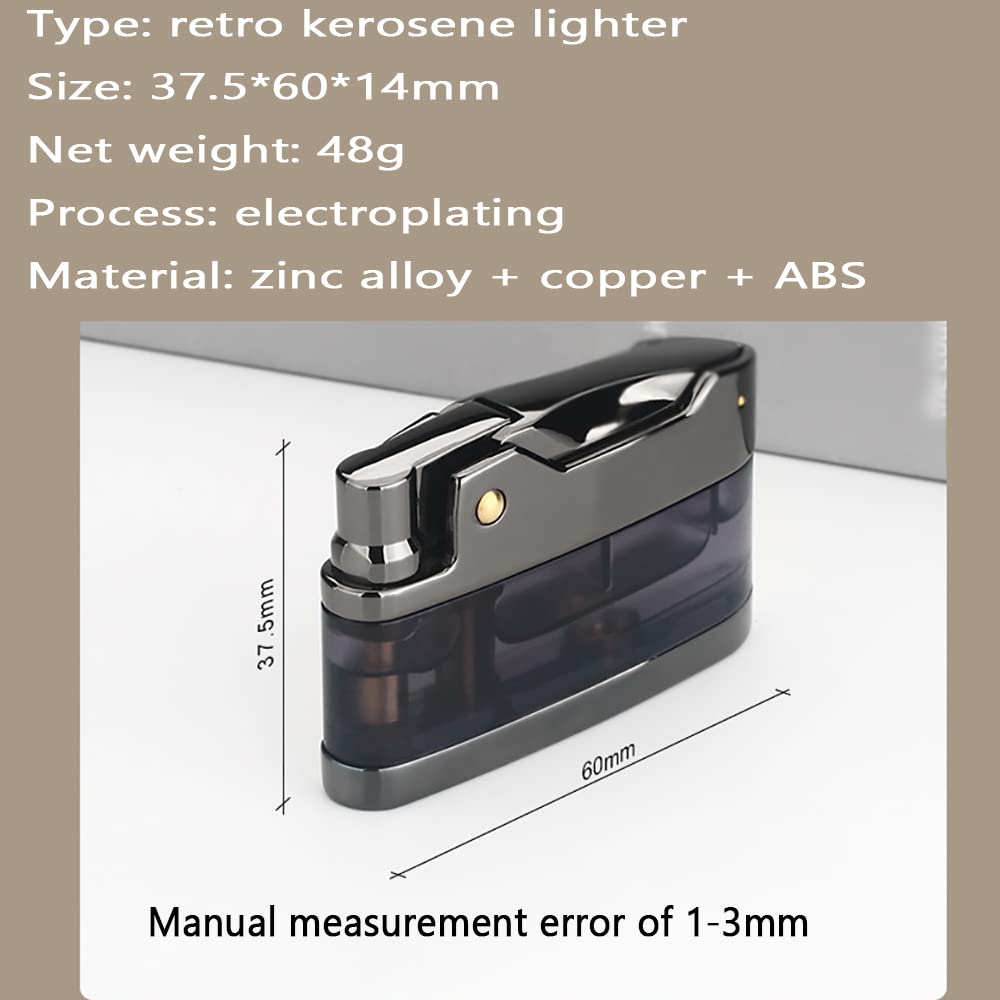 Type: retro kerosene lighter
Size: 37.5*60*14mm
Net weight: 48g
Process: electroplating
Material: zinc alloy + copper + ABS
37.5mm
60mm
Manual measurement error of 1-3mm